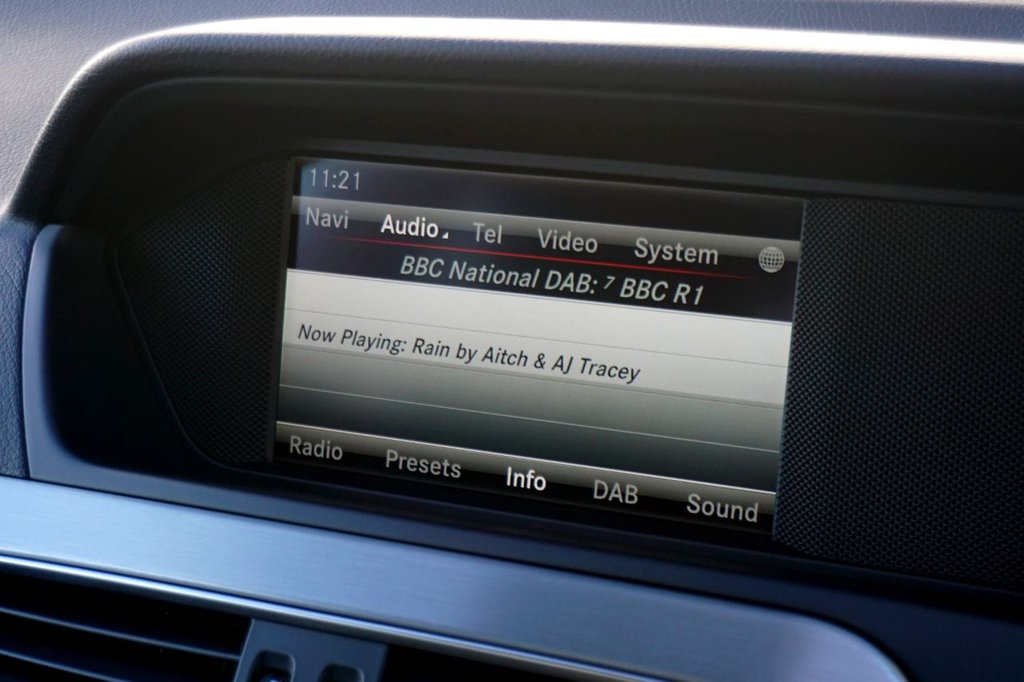 11:21
Navi Audio Tel Video System
BBC National DAB: 7 BBC R1
Now Playing: Rain by Aitch & AJ Tracey
Radio Presets Info DAB Sound